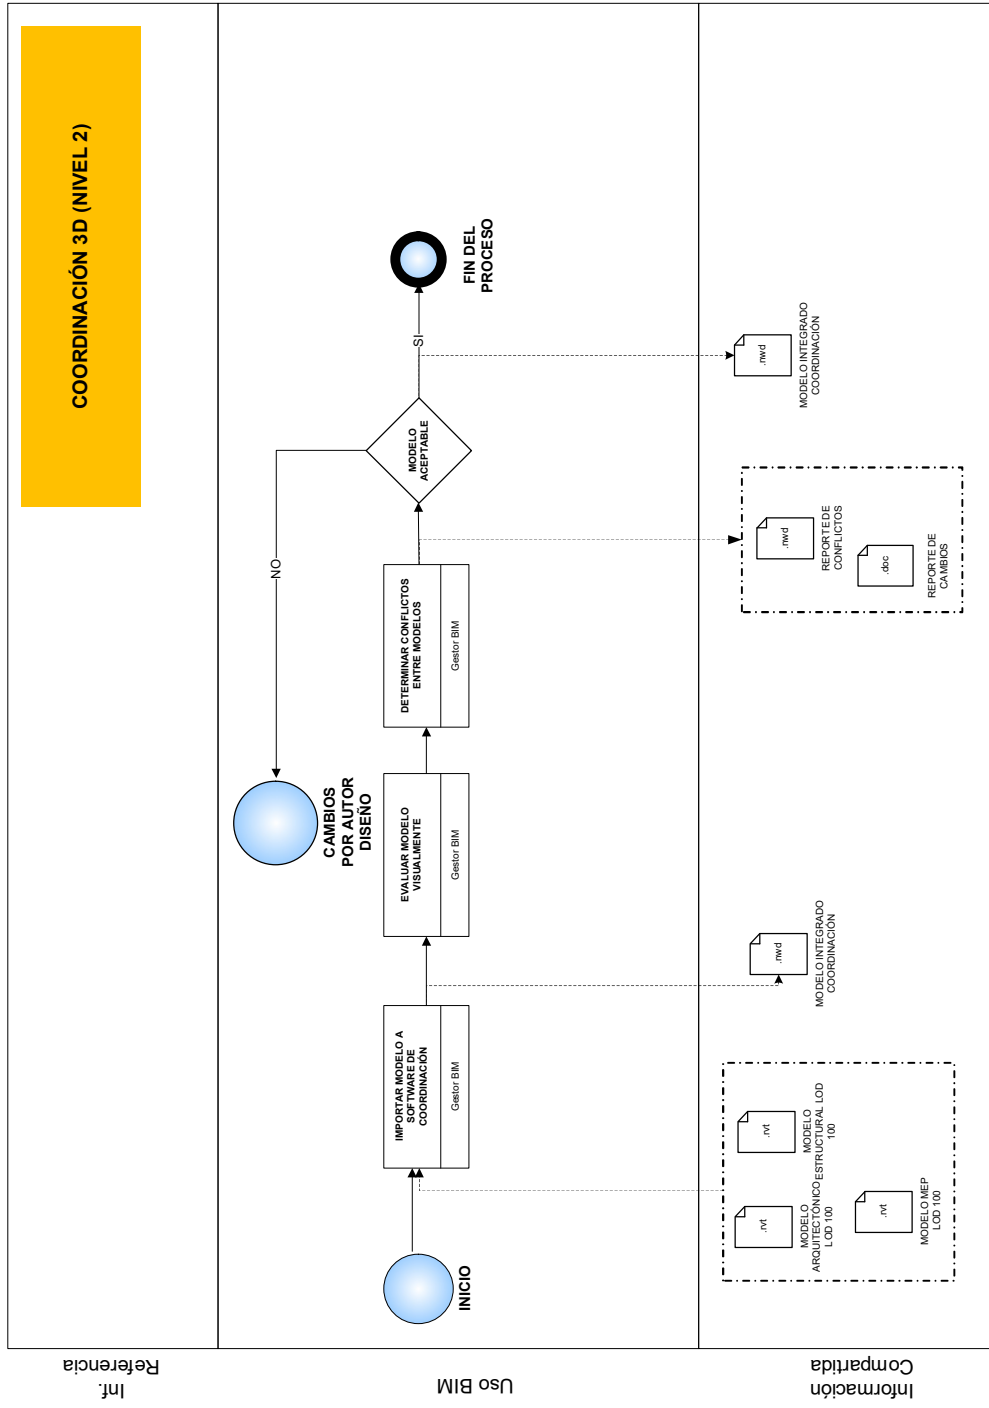 COORDINACIÓN 3D (NIVEL 2)
Inf.
Referencia
Uso BIM
INICIO
IMPORTAR MODELO A
SOFTWARE DE
COORDINACIÓN
Gestor BIM
EVALUAR MODELO
VISUALMENTE
Gestor BIM
DETERMINAR CONFLICTOS
ENTRE MODELOS
Gestor BIM
MODELO
ACEPTABLE
NO
CAMBIOS
POR AUTOR
DISEÑO
SI
FIN DEL
PROCESO
Información
Compartida
.rvt
MODELO
ARQUITECTÓNICO
LOD 100
.rvt
MODELO
ESTRUCTURAL LOD
100
.rvt
MODELO MEP
LOD 100
.nwd
MODELO INTEGRADO
COORDINACIÓN
.nwd
REPORTE DE
CONFLICTOS
.doc
REPORTE DE
CAMBIOS
.nwd
MODELO INTEGRADO
COORDINACIÓN